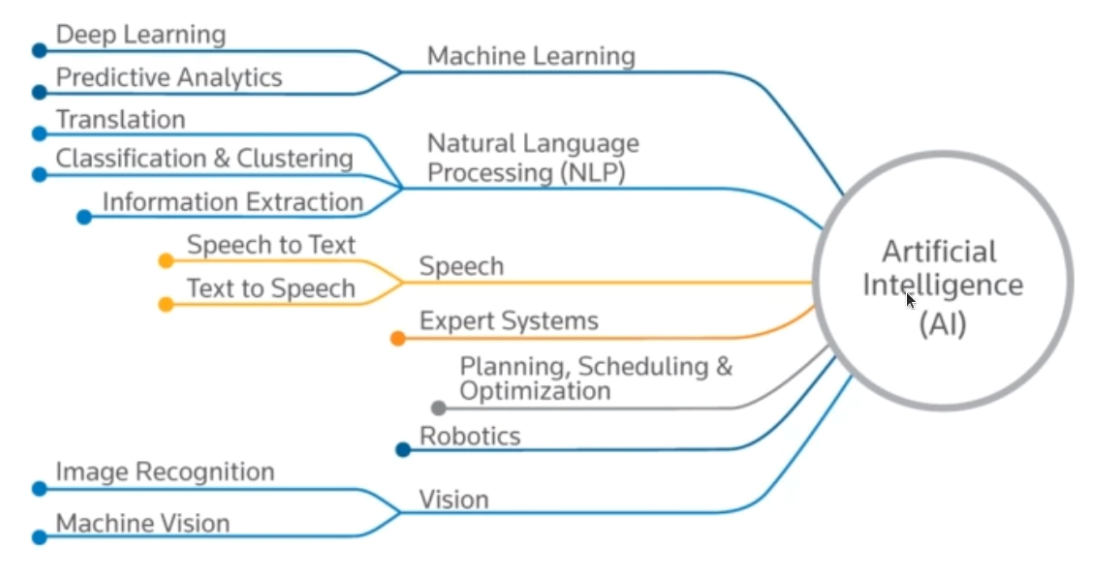 Deep Learning
Machine Learning
Predictive Analytics
Translation
Natural Language
Processing (NLP)
Classification & Clustering
Information Extraction
Speech to Text
Speech
Text to Speech
Expert Systems
Planning, Scheduling &
Optimization
Robotics
Image Recognition
Vision
Machine Vision
Artificial
Intelligence
(AI)